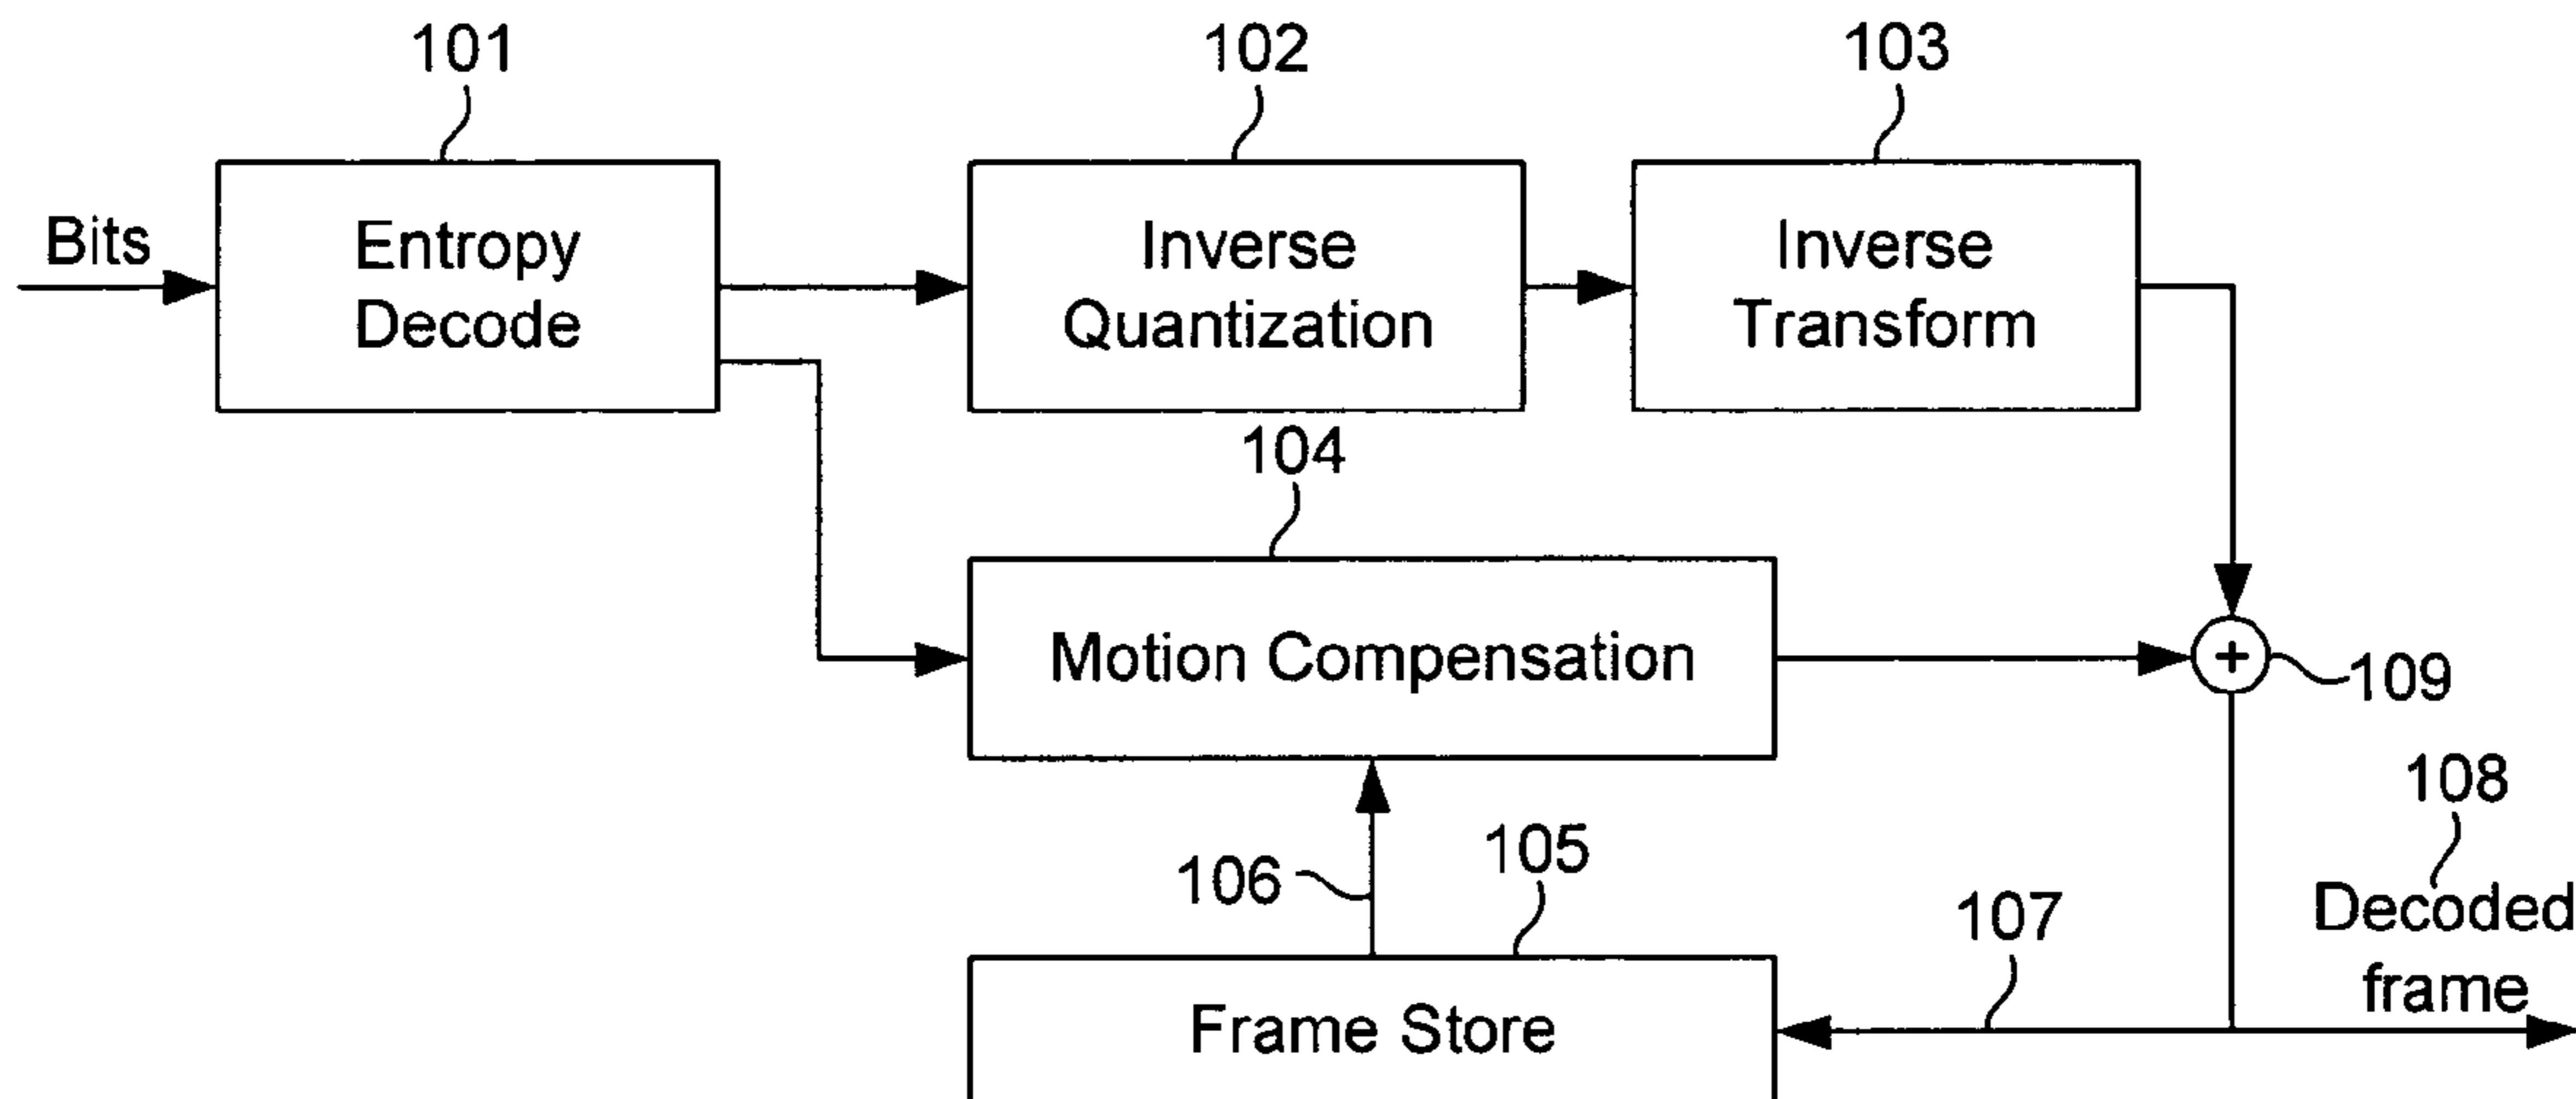 101
102
103
Bits
Entropy
Decode
Inverse
Quantization
Inverse
Transform
104
Motion Compensation
+
109
108
Decoded
frame
106
105
107
Frame Store